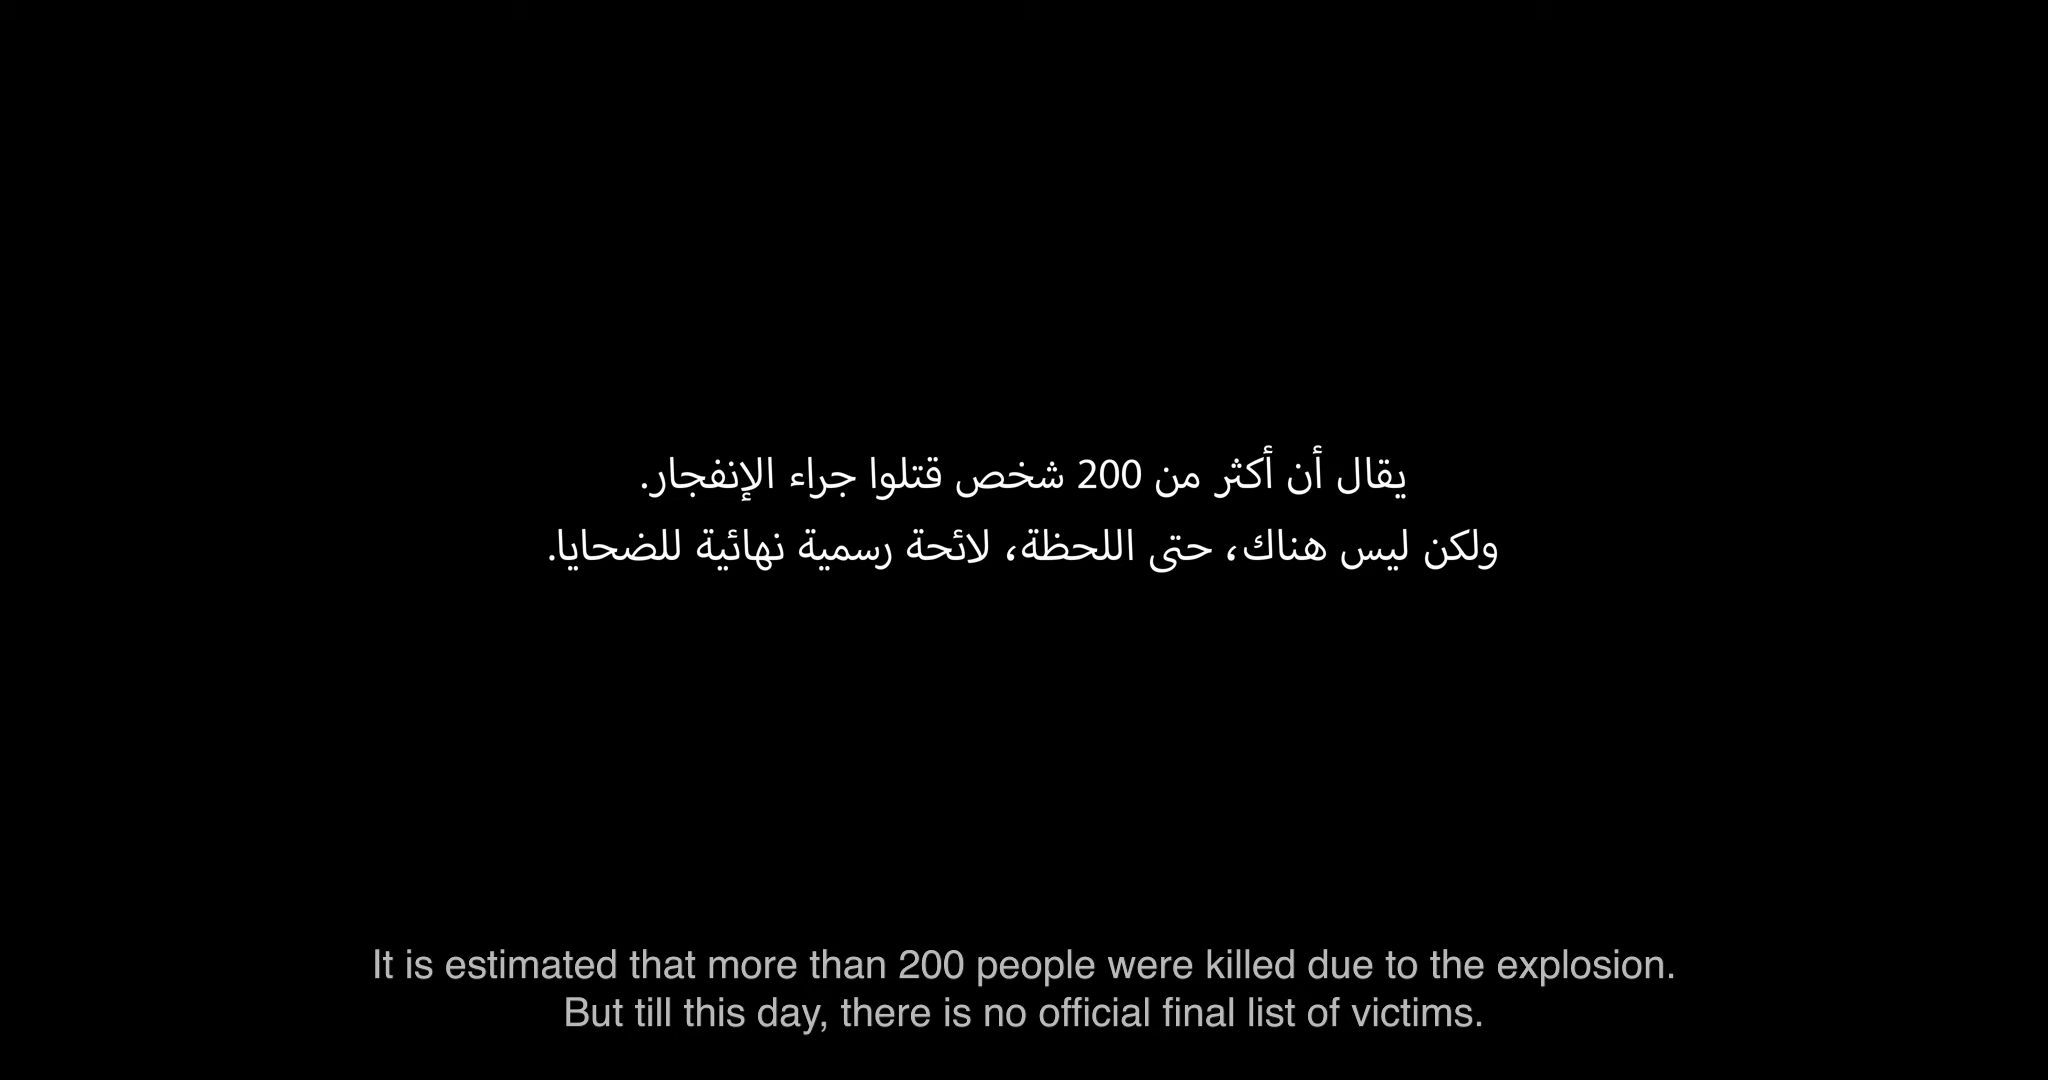 يقال أن أكثر من 200 شخص قتلوا جراء الإنفجار.
ولكن ليس هناك، حتى اللحظة، لائحة رسمية نهائية للضحايا.
It is estimated that more than 200 people were killed due to the explosion.
But till this day, there is no official final list of victims.